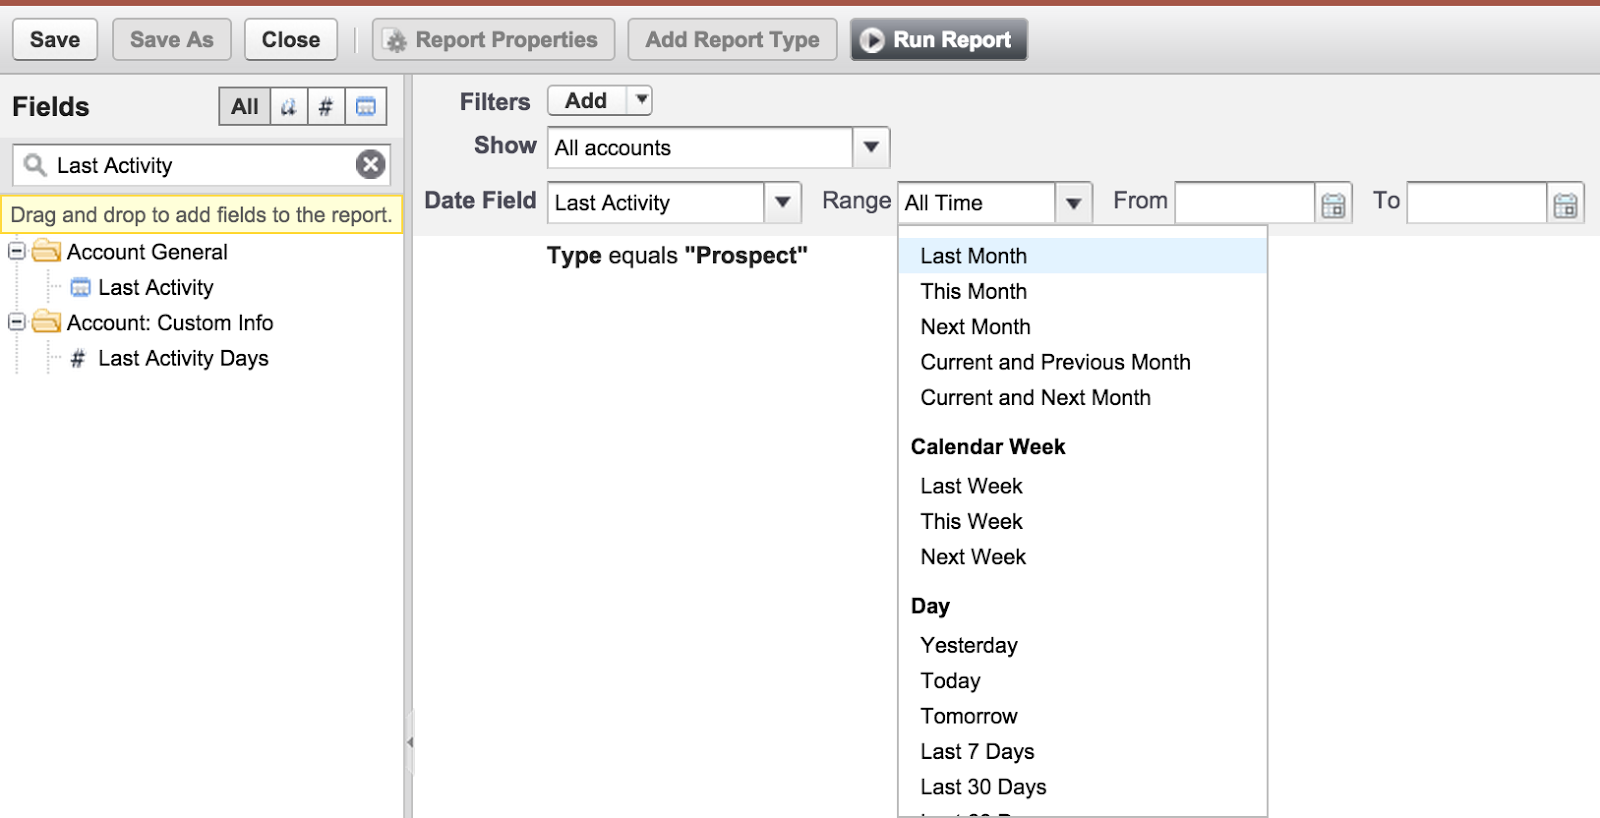 Save Save As Close Report Properties Add Report Type Run Report
Fields All a #
Last Activity
Drag and drop to add fields to the report.
Account General
Last Activity
Account: Custom Info
# Last Activity Days
Filters Add
Show All accounts
Date Field Last Activity Range All Time From To
Type equals "Prospect"
Last Month
This Month
Next Month
Current and Previous Month
Current and Next Month
Calendar Week
Last Week
This Week
Next Week
Day
Yesterday
Today
Tomorrow
Last 7 Days
Last 30 Days